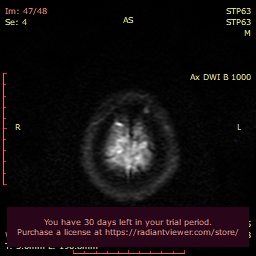 Im: 47/48
Se: 4
AS
STP63
STP63
M
Ax DWI B 1000
R
L
You have 30 days left in your trial period.
Purchase a license at https://radiantviewer.com/store/